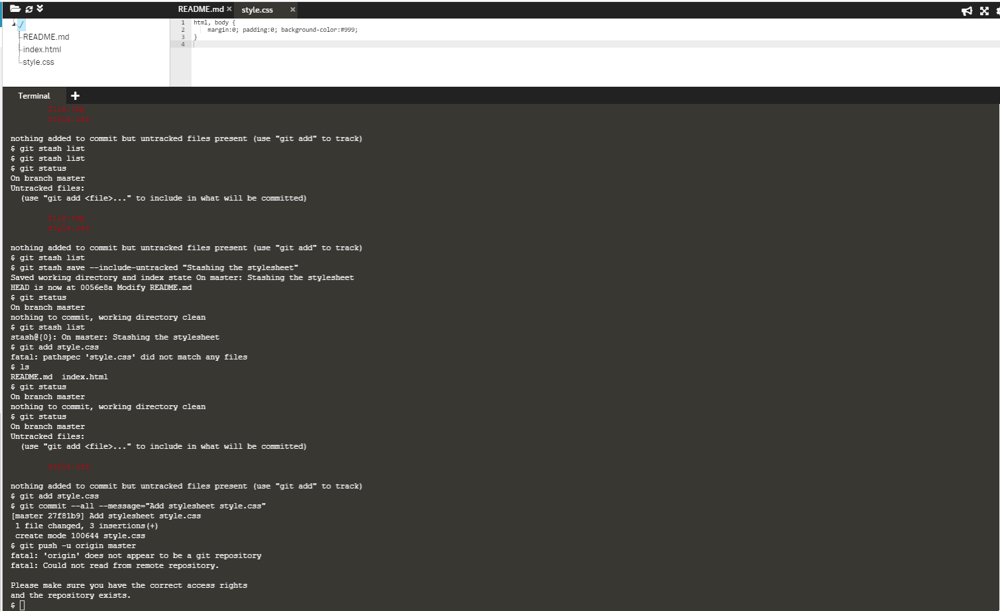 README.md × style.css ×
./
README.md
index.html
style.css
1 html, body {
2 margin:0; padding:0; background-color:#999;
3 }
4
Terminal
style.css
nothing added to commit but untracked files present (use "git add" to track)
$ git stash list
$ git stash list
$ git status
On branch master
Untracked files:
(use "git add <file>..." to include in what will be committed)
style.css
nothing added to commit but untracked files present (use "git add" to track)
$ git stash list
$ git stash save --include-untracked "Stashing the stylesheet"
Saved working directory and index state On master: Stashing the stylesheet
HEAD is now at 0056e8a Modify README.md
$ git status
On branch master
nothing to commit, working directory clean
$ git stash list
stash@{0}: On master: Stashing the stylesheet
$ git add style.css
fatal: pathspec 'style.css' did not match any files
$ ls
README.md index.html
$ git status
On branch master
nothing to commit, working directory clean
$ git status
On branch master
Untracked files:
(use "git add <file>..." to include in what will be committed)
style.css
nothing added to commit but untracked files present (use "git add" to track)
$ git add style.css
$ git commit --all --message="Add stylesheet style.css"
[master 27f81b9] Add stylesheet style.css
1 file changed, 3 insertions(+)
create mode 100644 style.css
$ git push -u origin master
fatal: 'origin' does not appear to be a git repository
fatal: Could not read from remote repository.
Please make sure you have the correct access rights
and the repository exists.
$